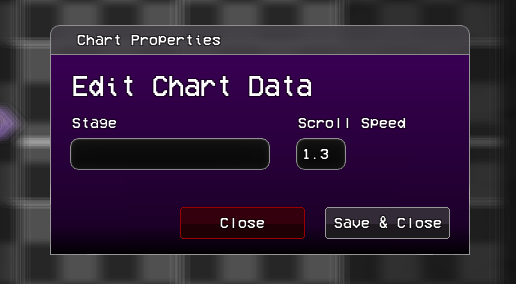 Chart Properties
Edit Chart Data
Stage
Scroll Speed
1.3
Close
Save & Close